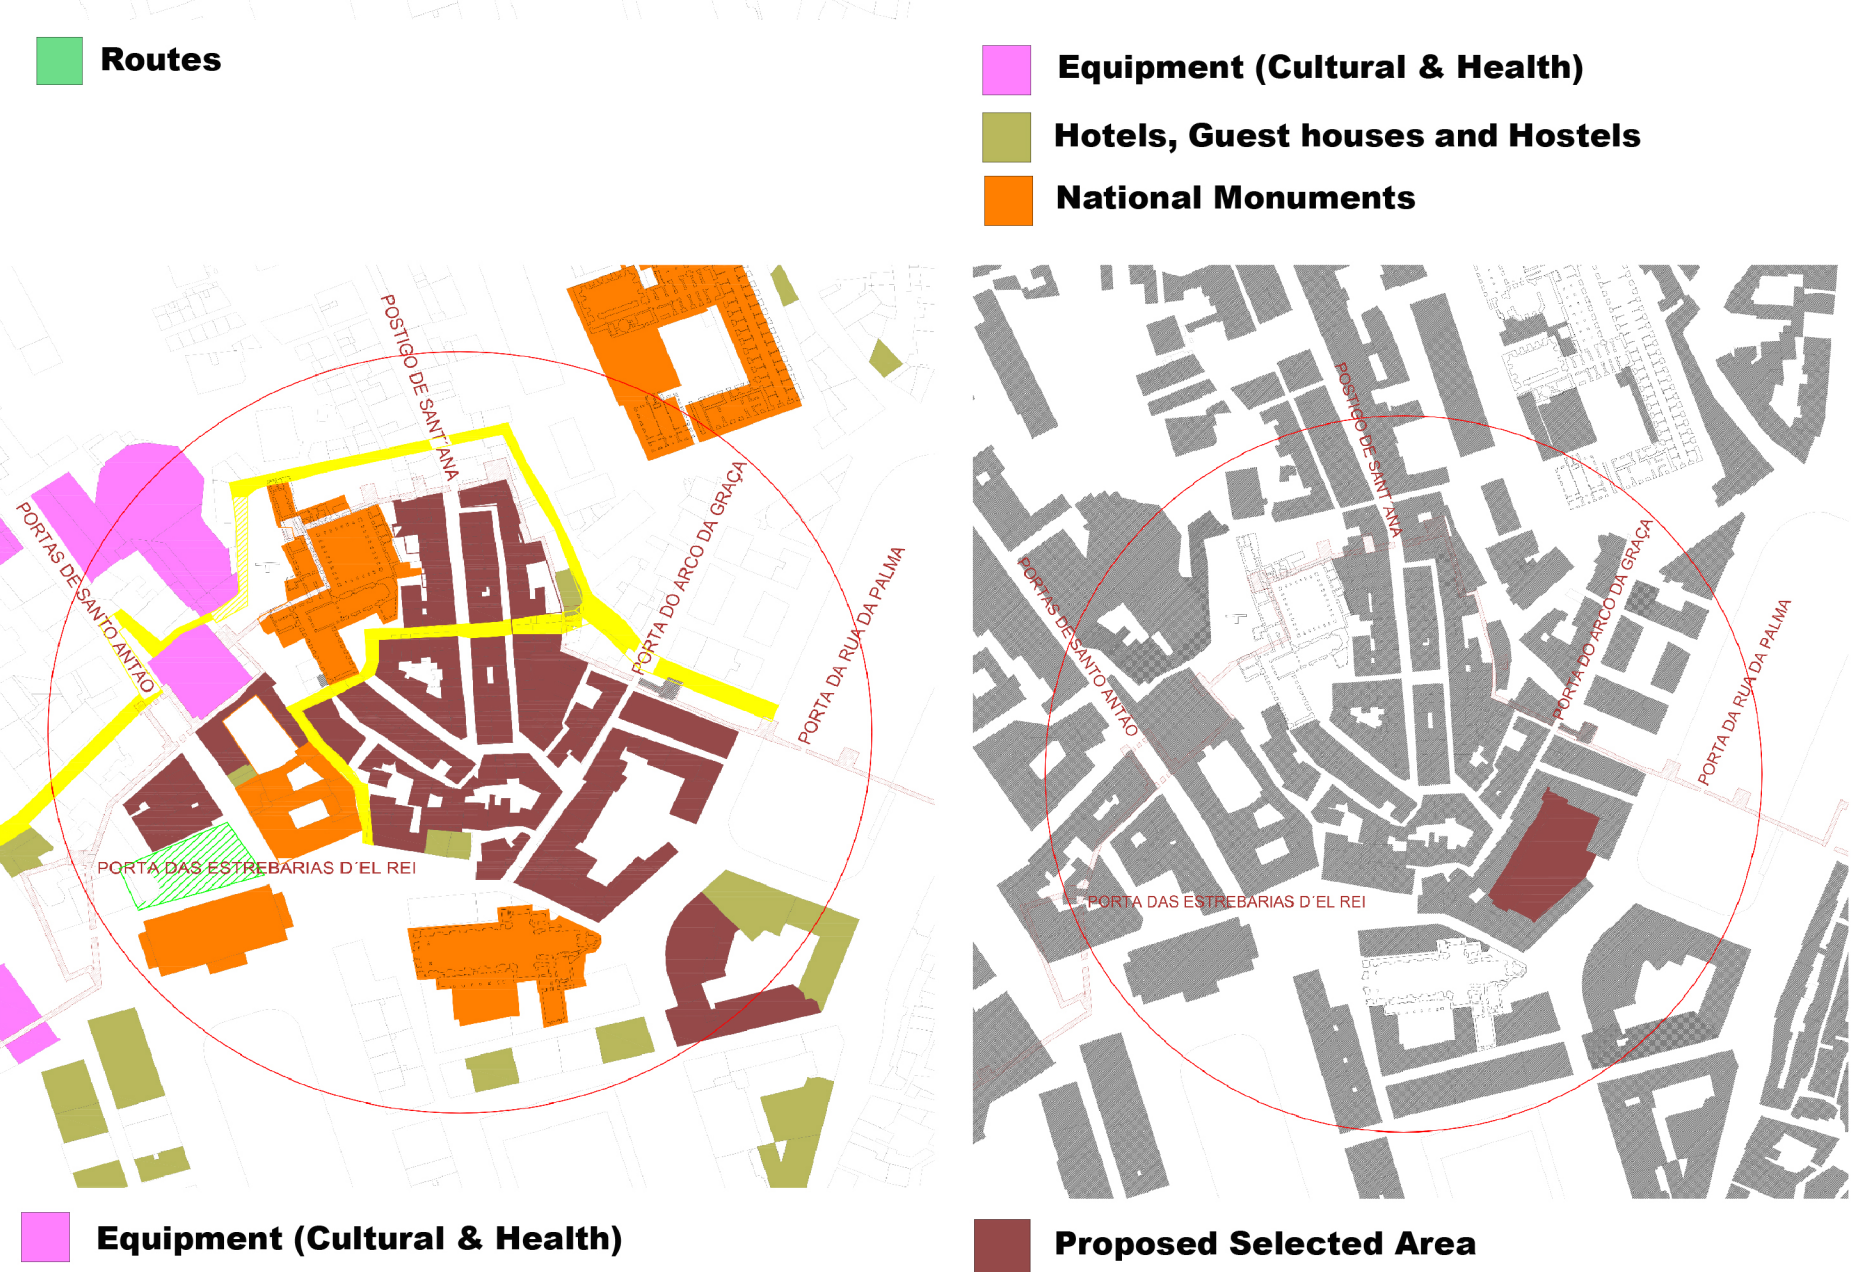 Routes
Equipment (Cultural & Health)
Hotels, Guest houses and Hostels
National Monuments
POSTIGO DE SANT´ANA
PORTAS DE SANTO ANTAO
PORTA DO ARCO DA GRAÇA
PORTA DA RUA DA PALMA
PORTA DAS ESTREBARIAS D´EL REI
POSTIGO DE SANT´ANA
PORTAS DE SANTO ANTAO
PORTA DO ARCO DA GRAÇA
PORTA DA RUA DA PALMA
PORTA DAS ESTREBARIAS D´EL REI
Equipment (Cultural & Health)
Proposed Selected Area